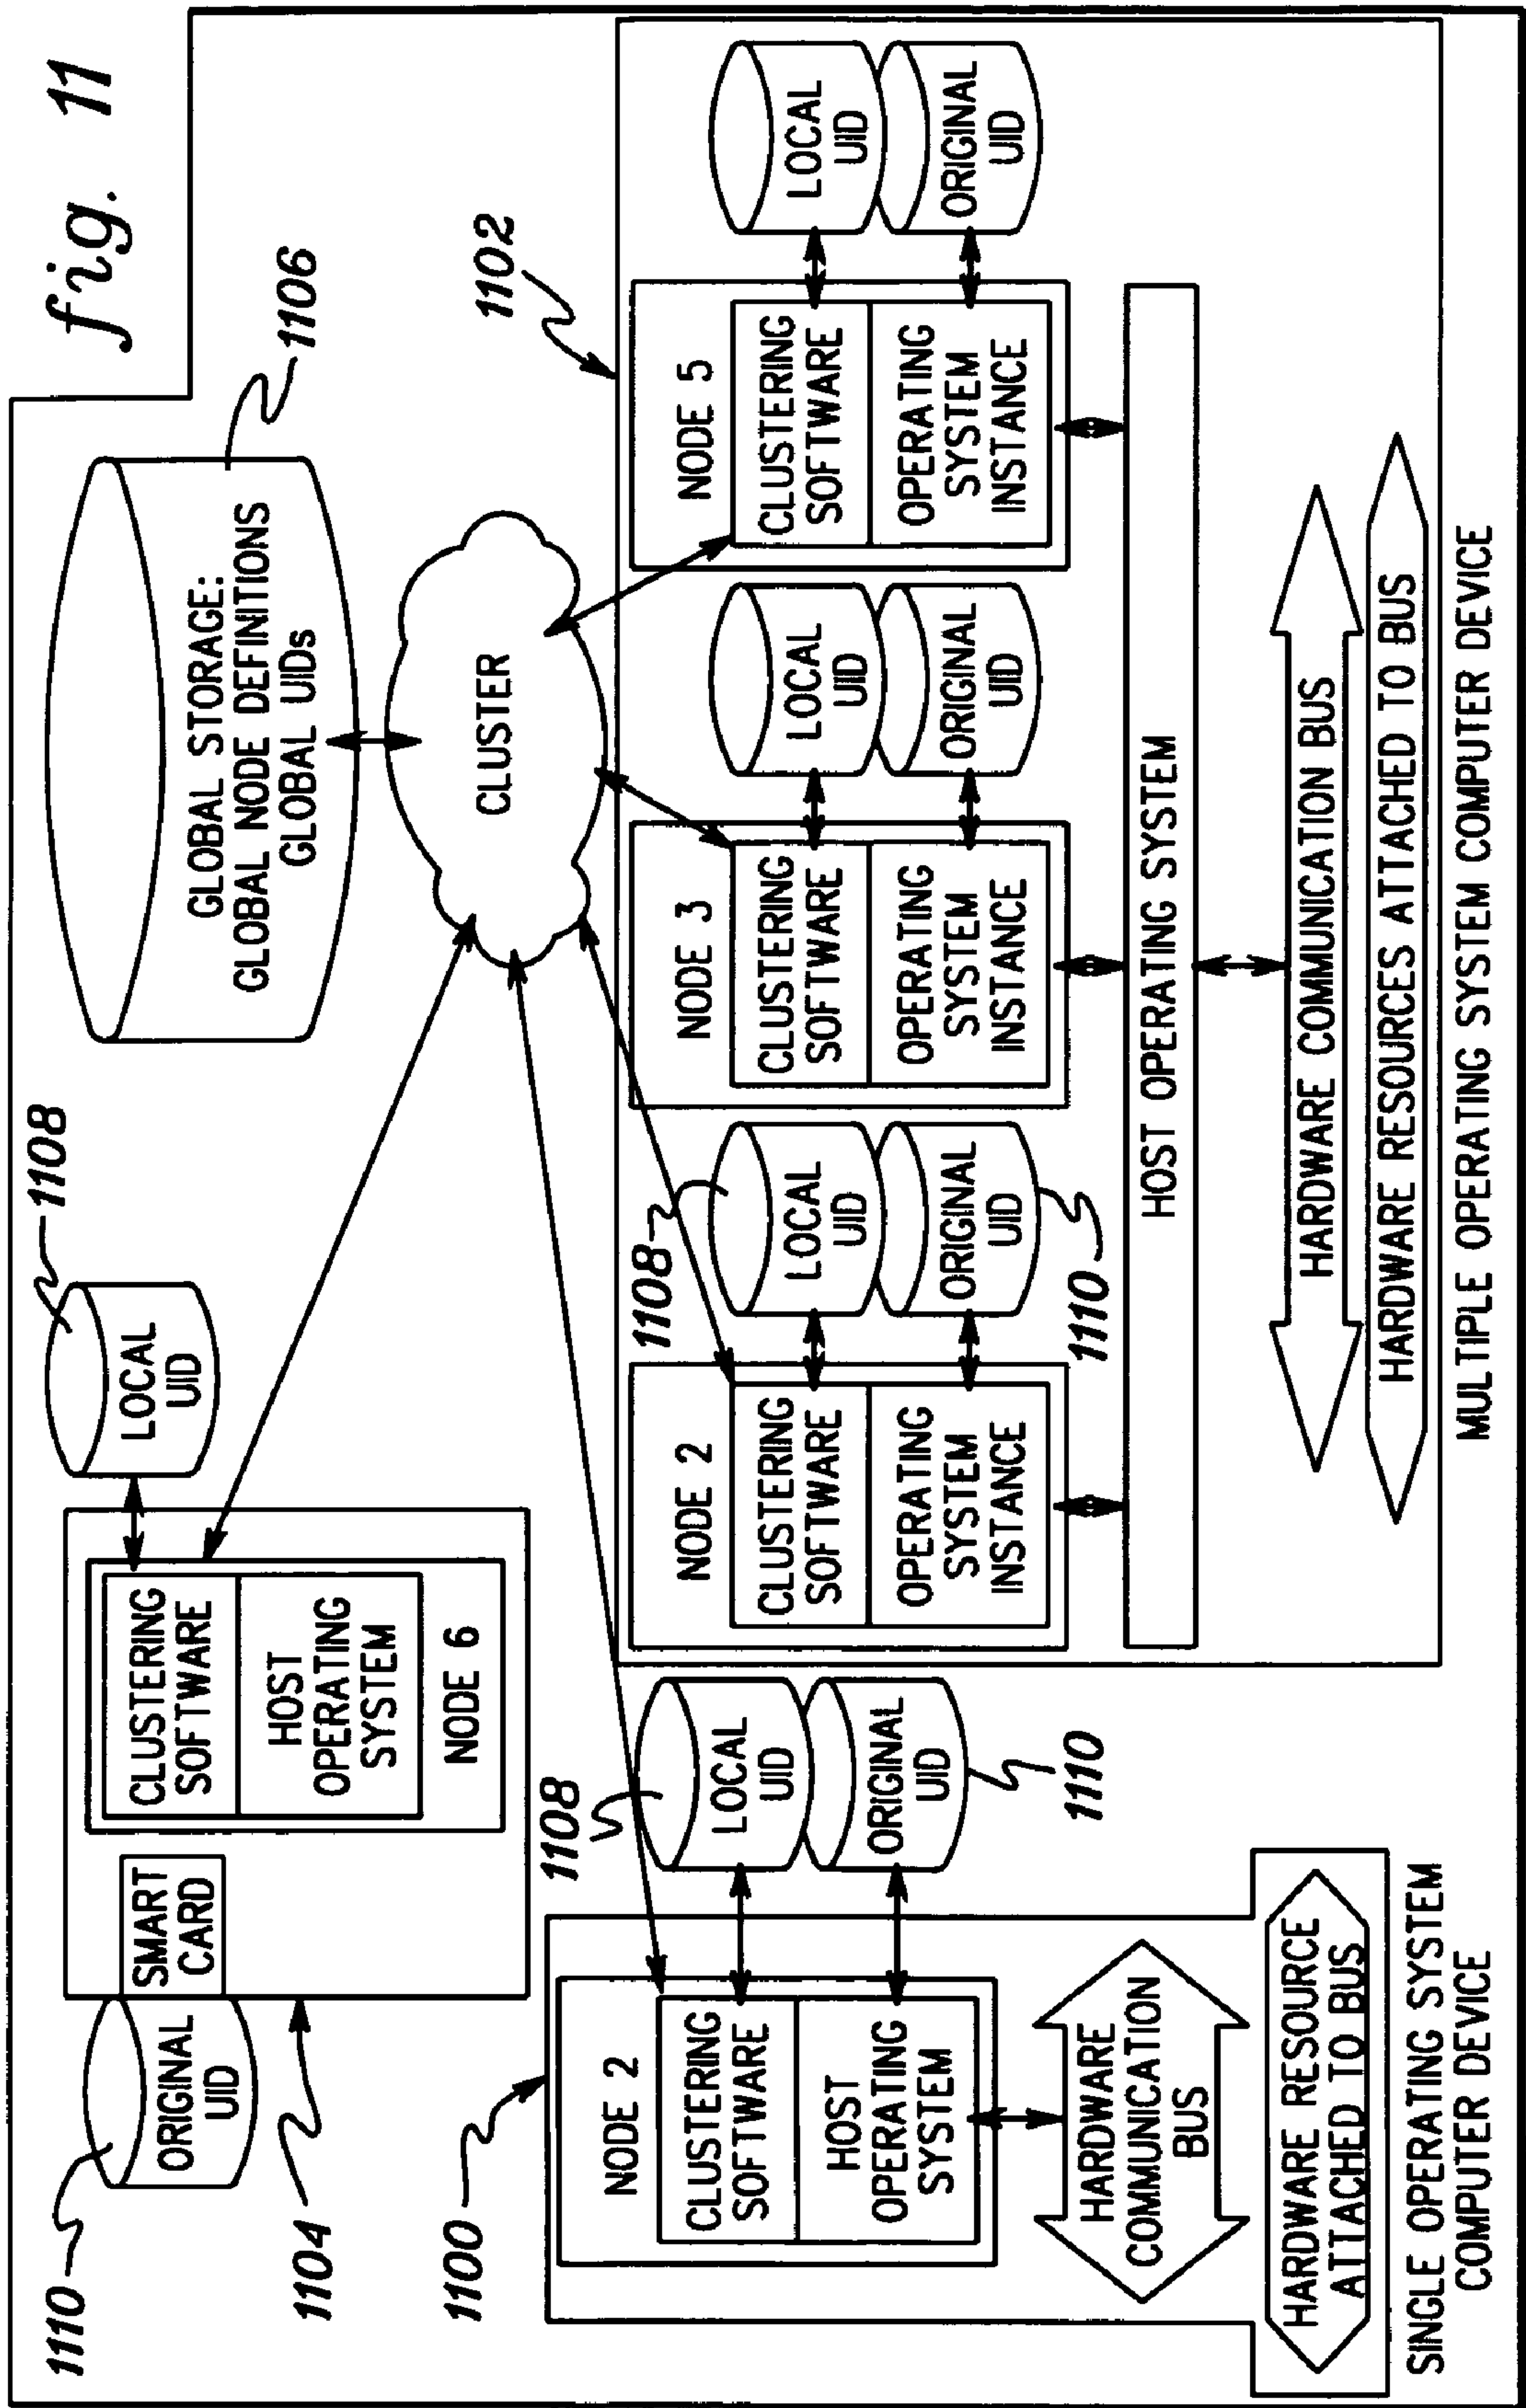 fig. 11
1110
ORIGINAL
UID
1104
SMART
CARD
CLUSTERING
SOFTWARE
HOST
OPERATING
SYSTEM
NODE 6
1108
LOCAL
UID
GLOBAL STORAGE:
GLOBAL NODE DEFINITIONS
GLOBAL UIDs
1106
CLUSTER
1100
NODE 2
CLUSTERING
SOFTWARE
HOST
OPERATING
SYSTEM
1108
LOCAL
UID
ORIGINAL
UID
1110
HARDWARE
COMMUNICATION
BUS
HARDWARE RESOURCE
ATTACHED TO BUS
SINGLE OPERATING SYSTEM
COMPUTER DEVICE
1102
NODE 2
CLUSTERING
SOFTWARE
OPERATING
SYSTEM
INSTANCE
1108
LOCAL
UID
ORIGINAL
UID
1110
NODE 3
CLUSTERING
SOFTWARE
OPERATING
SYSTEM
INSTANCE
LOCAL
UID
ORIGINAL
UID
NODE 5
CLUSTERING
SOFTWARE
OPERATING
SYSTEM
INSTANCE
LOCAL
UID
ORIGINAL
UID
HOST OPERATING SYSTEM
HARDWARE COMMUNICATION BUS
HARDWARE RESOURCES ATTACHED TO BUS
MULTIPLE OPERATING SYSTEM COMPUTER DEVICE